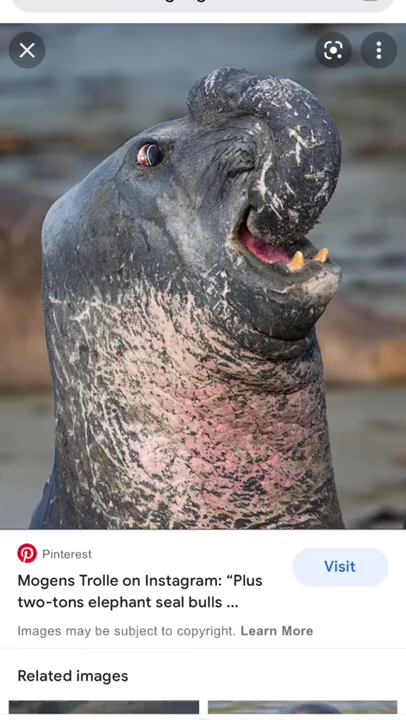 Pinterest
Mogens Trolle on Instagram: “Plus
two-tons elephant seal bulls ...
Visit
Images may be subject to copyright. Learn More
Related images